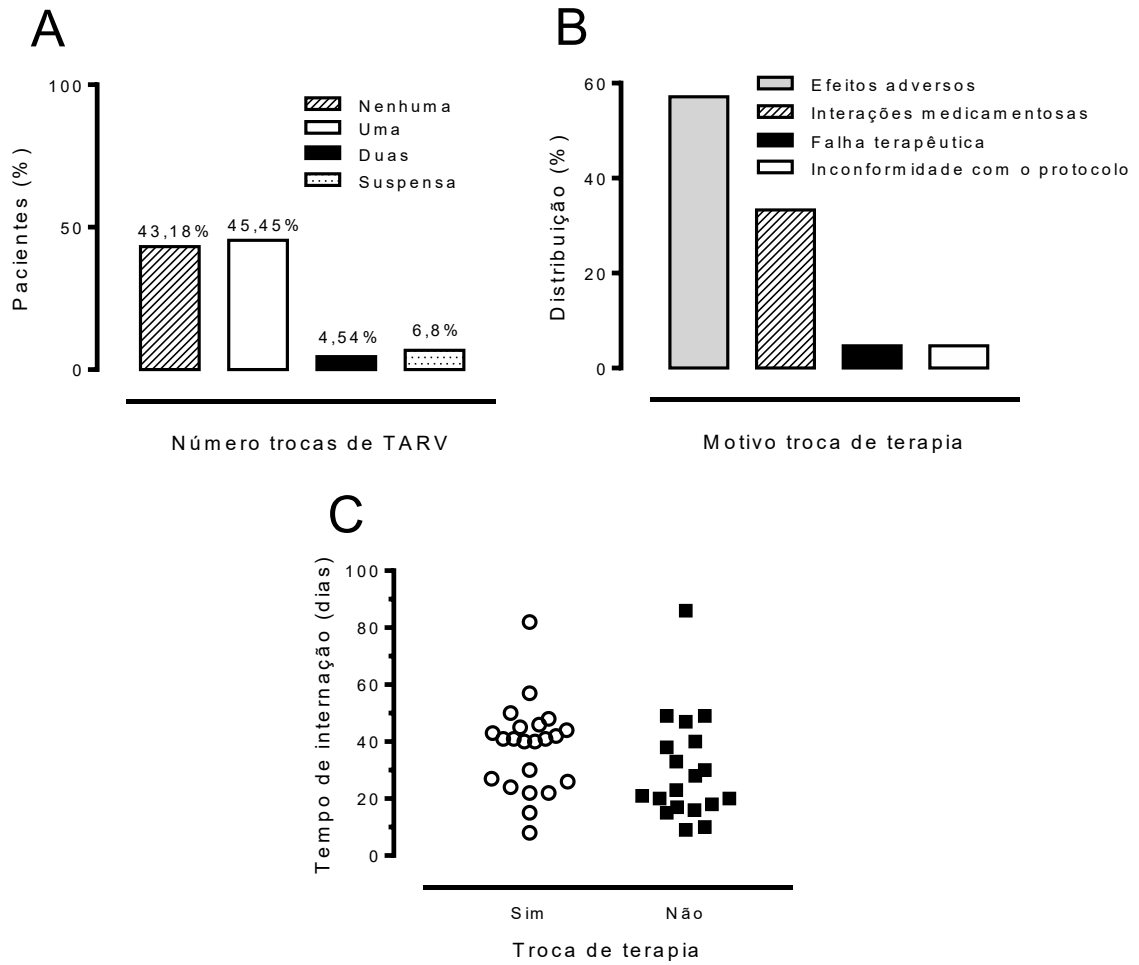 A
Pacientes (%)
100
50
0
Nenhuma
Uma
Duas
Suspensa
43,18%
45,45%
4,54%
6,8%
Número trocas de TARV
B
Distribuição (%)
60
40
20
0
Efeitos adversos
Interações medicamentosas
Falha terapêutica
Inconformidade com o protocolo
Motivo troca de terapia
C
Tempo de internação (dias)
100
80
60
40
20
0
Sim
Não
Troca de terapia